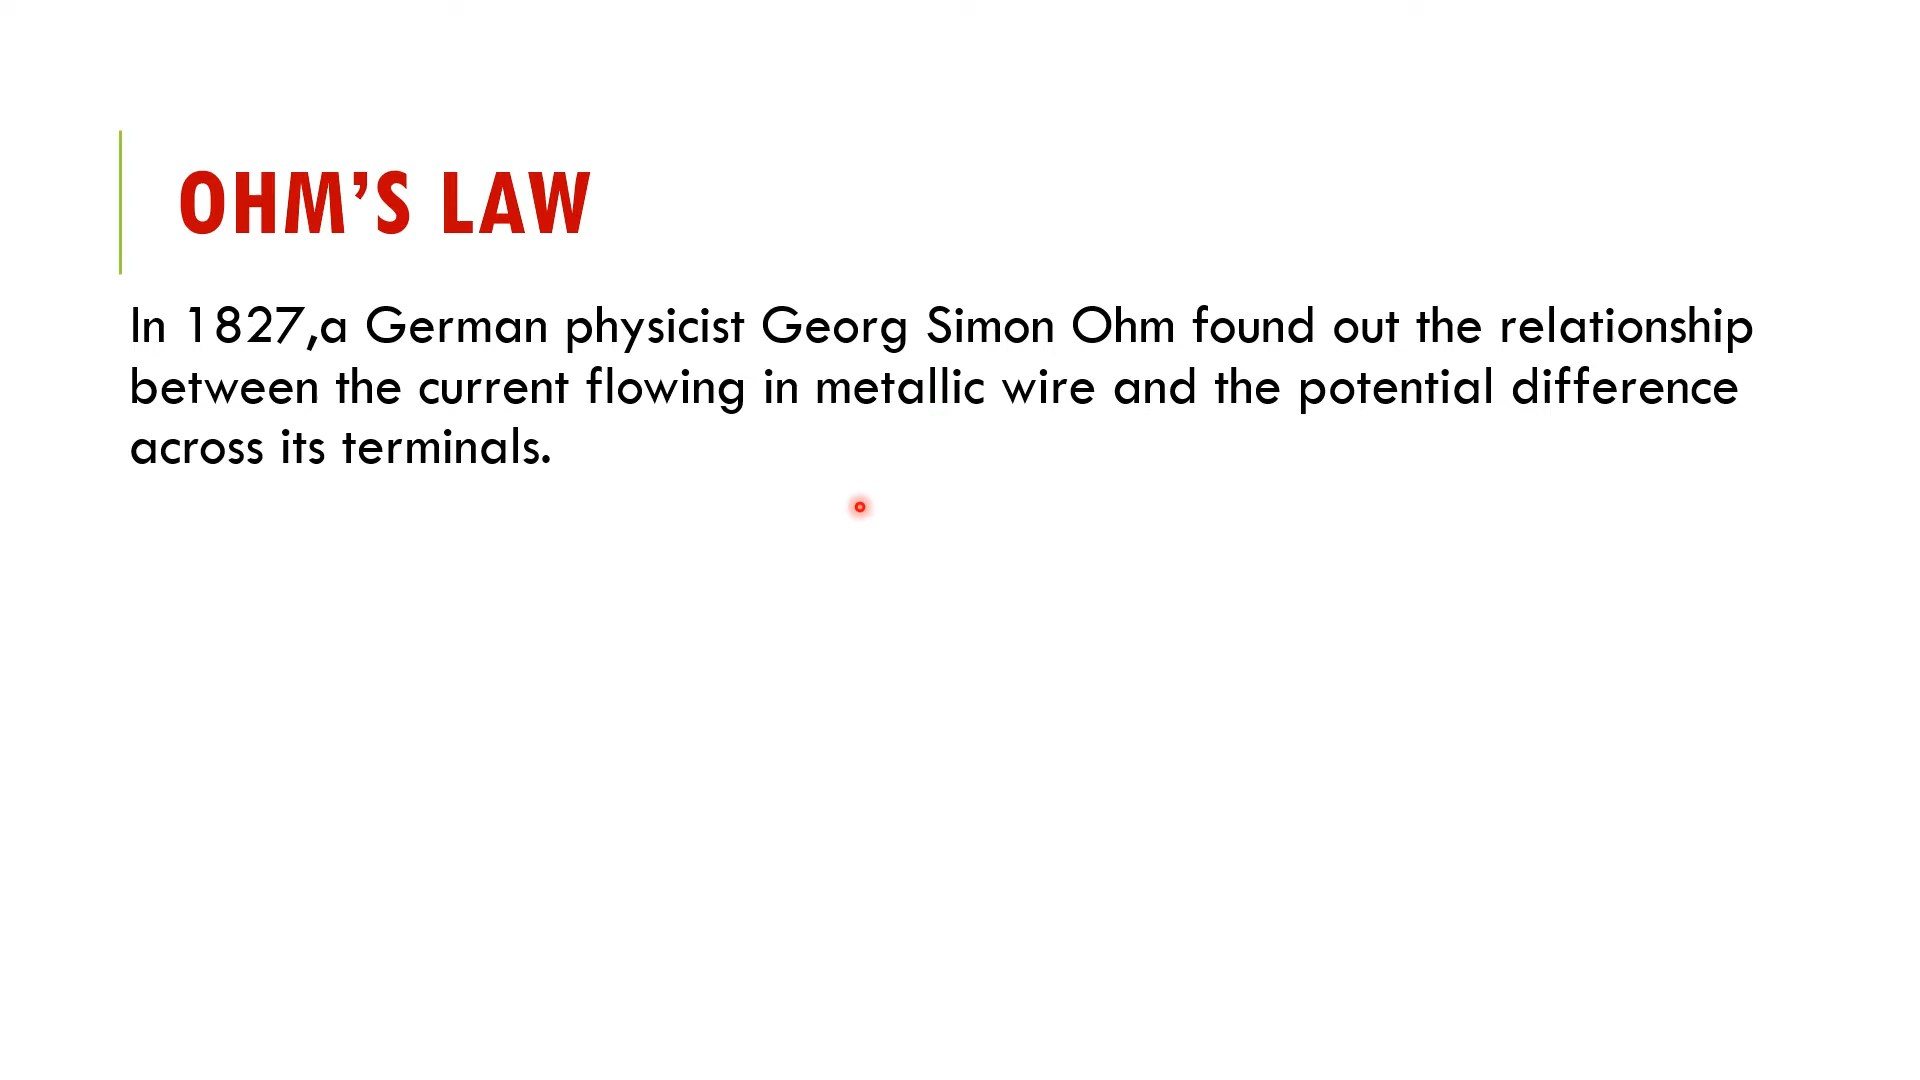 OHM’S LAW
In 1827,a German physicist Georg Simon Ohm found out the relationship
between the current flowing in metallic wire and the potential difference
across its terminals.